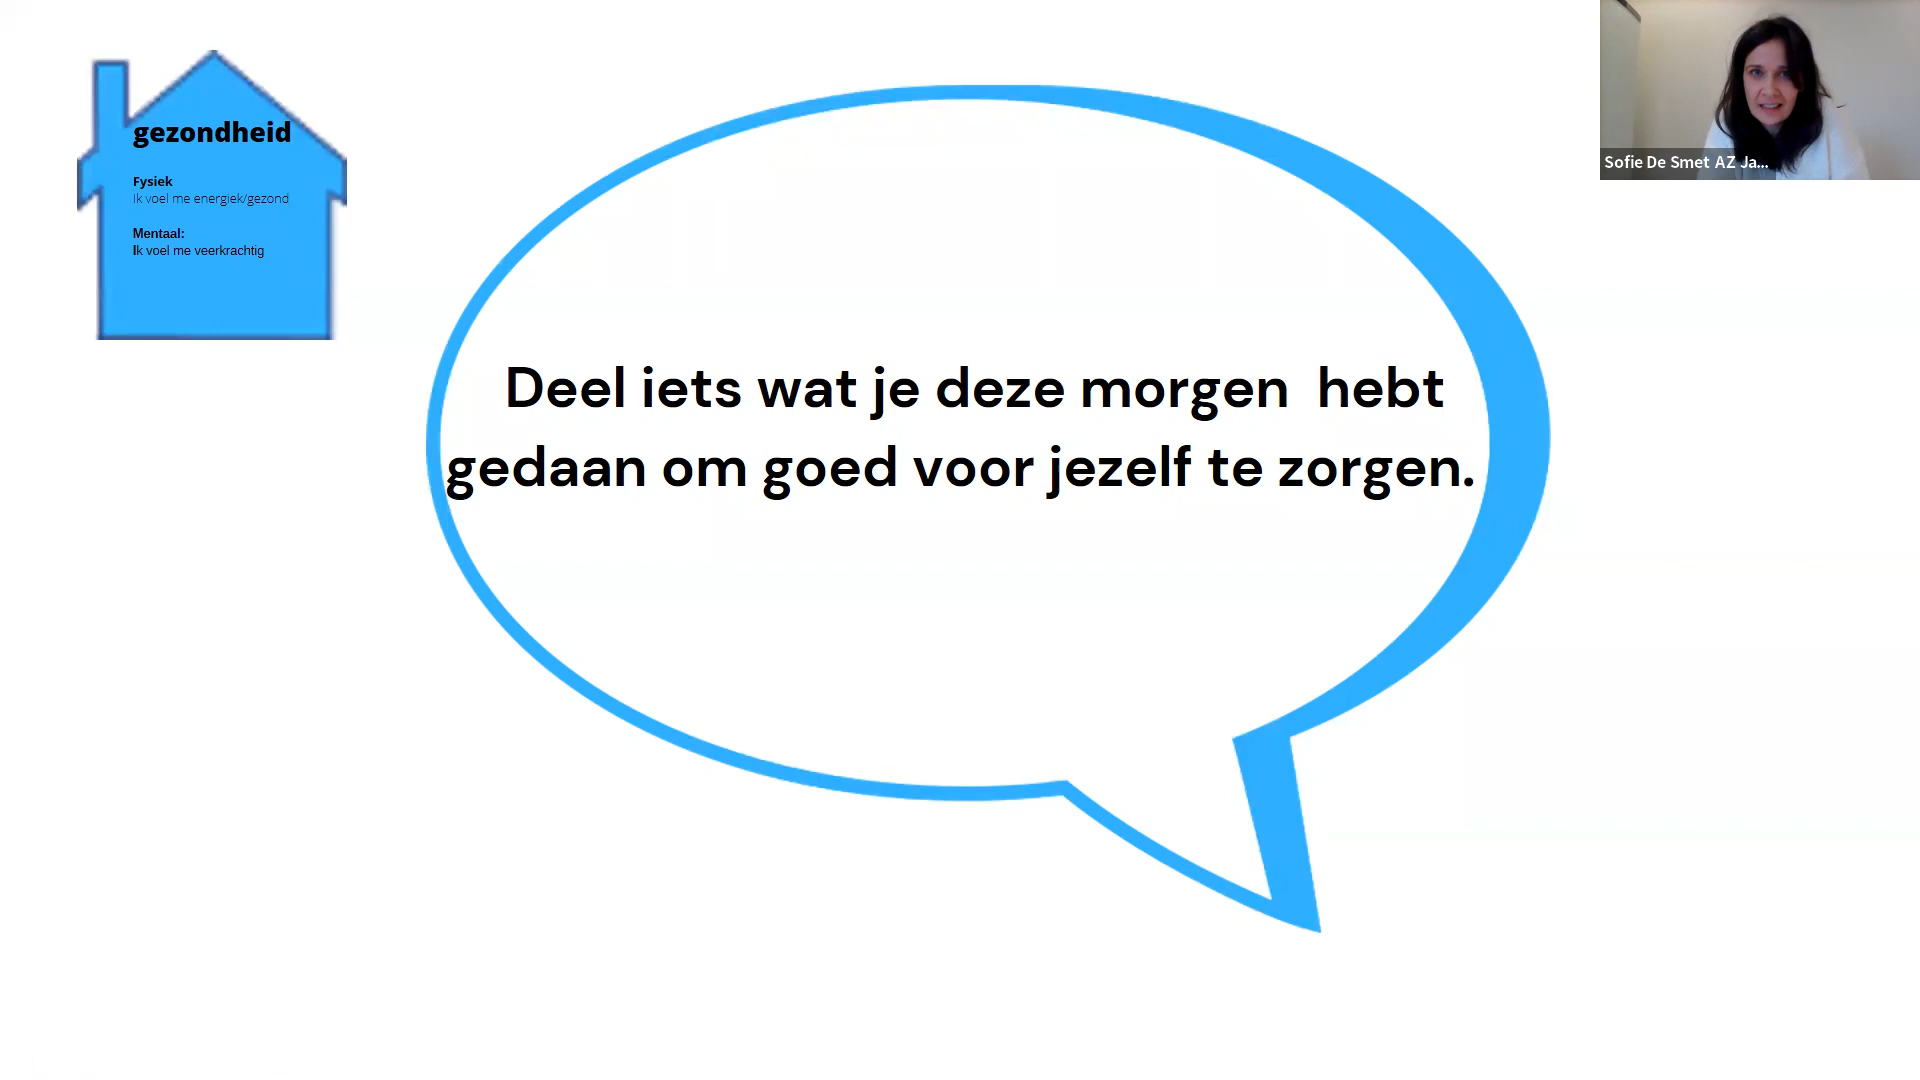 gezondheid
Fysiek
Ik voel me energiek/gezond
Mentaal:
Ik voel me veerkrachtig
Deel iets wat je deze morgen  hebt
gedaan om goed voor jezelf te zorgen.
Sofie De Smet AZ Ja...